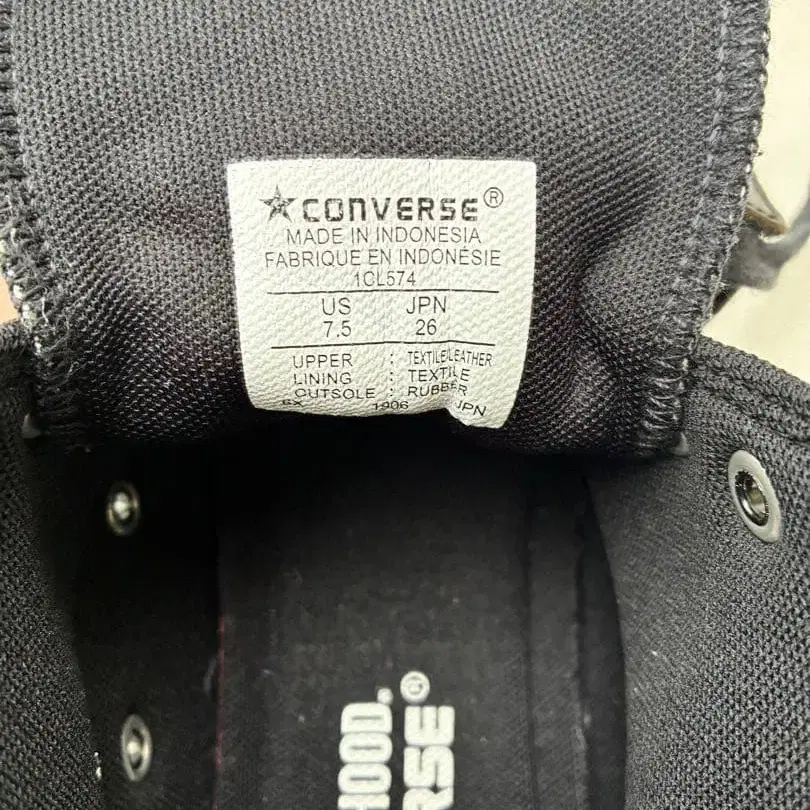 CONVERSE®
MADE IN INDONESIA
FABRIQUE EN INDONÉSIE
1CL574
US JPN
7.5 26
UPPER : TEXTILE/LEATHER
LINING : TEXTILE
OUTSOLE : RUBBER
6X 1906 JPN
HOOD.
RSE®